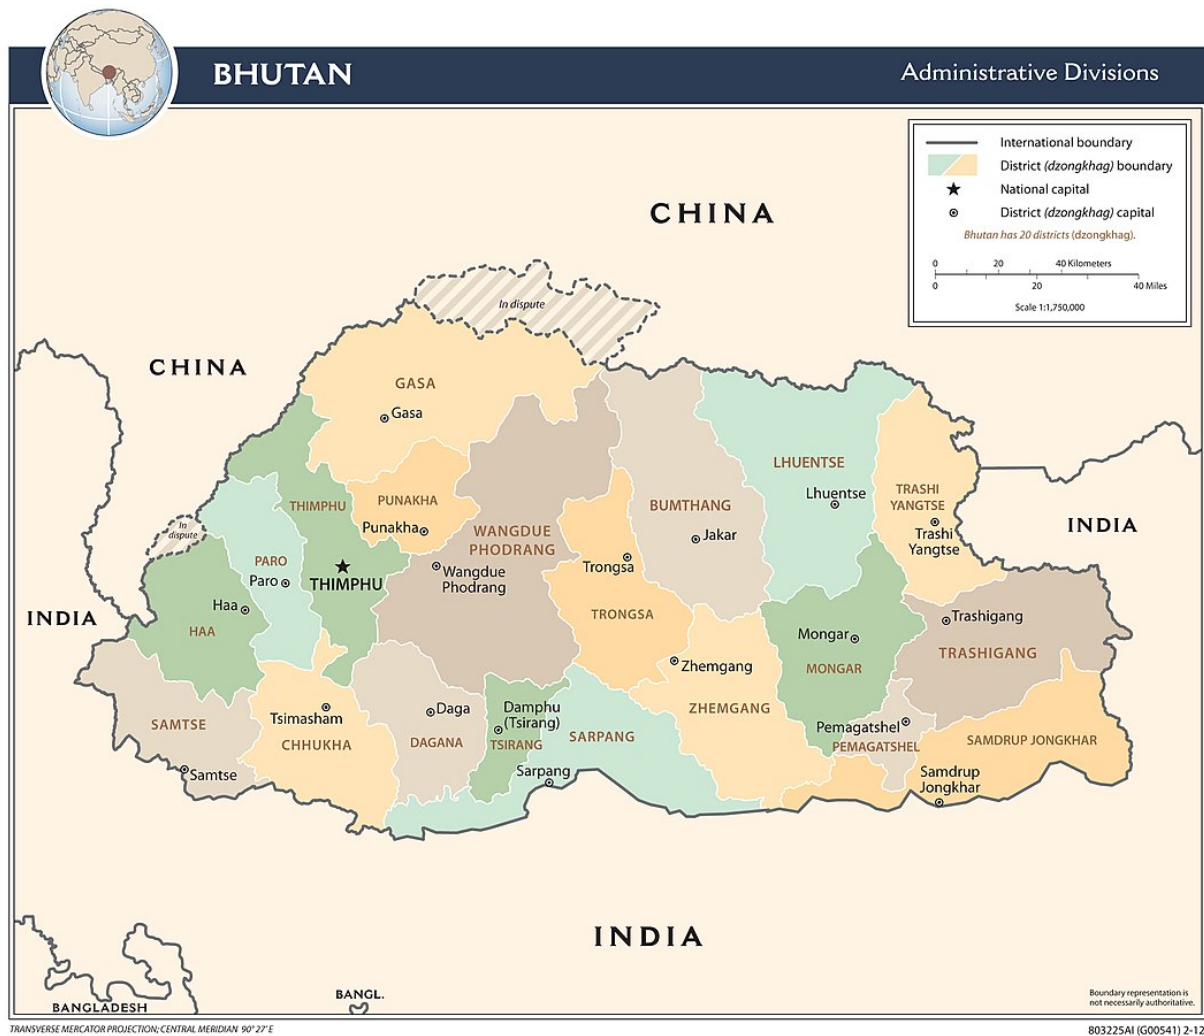 BHUTAN
Administrative Divisions
International boundary
District (dzongkhag) boundary
National capital
District (dzongkhag) capital
Bhutan has 20 districts (dzongkhag).
0 20 40 Kilometers
0 20 40 Miles
Scale 1:1,750,000
CHINA
CHINA
In dispute
GASA
Gasa
LHUENTSE
Lhuentse
TRASHI
YANGTSE
Trashi
Yangtse
THIMPHU
PUNAKHA
Punakha
BUMTHANG
Jakar
INDIA
In
dispute
WANGDUE
PHODRANG
Wangdue
Phodrang
PARO
Paro
THIMPHU
Trongsa
TRONGSA
INDIA
Haa
HAA
Mongar
MONGAR
Trashigang
TRASHIGANG
Zhemgang
ZHEMGANG
SAMTSE
Samtse
Tsimasham
CHHUKHA
Daga
DAGANA
Damphu
(Tsirang)
TSIRANG
SARPANG
Sarpang
Pemagatshel
PEMAGATSHEL
SAMDRUP JONGKHAR
Samdrup
Jongkhar
INDIA
BANGLADESH
BANGL.
Boundary representation is
not necessarily authoritative.
TRANSVERSE MERCATOR PROJECTION; CENTRAL MERIDIAN 90° 27' E
803225AI (G00541) 2-12